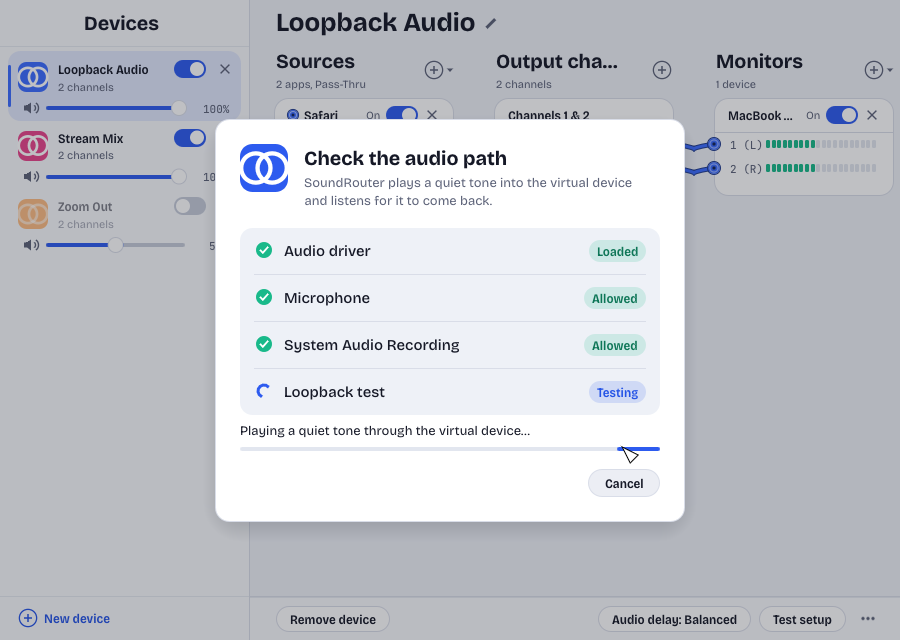 Devices
Loopback Audio
2 channels
100%
Stream Mix
2 channels
Zoom Out
2 channels
New device
Loopback Audio
Sources
2 apps, Pass-Thru
Safari
On
Output cha...
2 channels
Channels 1 & 2
Monitors
1 device
MacBook ...
On
1 (L)
2 (R)
Check the audio path
SoundRouter plays a quiet tone into the virtual device
and listens for it to come back.
Audio driver
Loaded
Microphone
Allowed
System Audio Recording
Allowed
Loopback test
Testing
Playing a quiet tone through the virtual device...
Cancel
Remove device
Audio delay: Balanced
Test setup